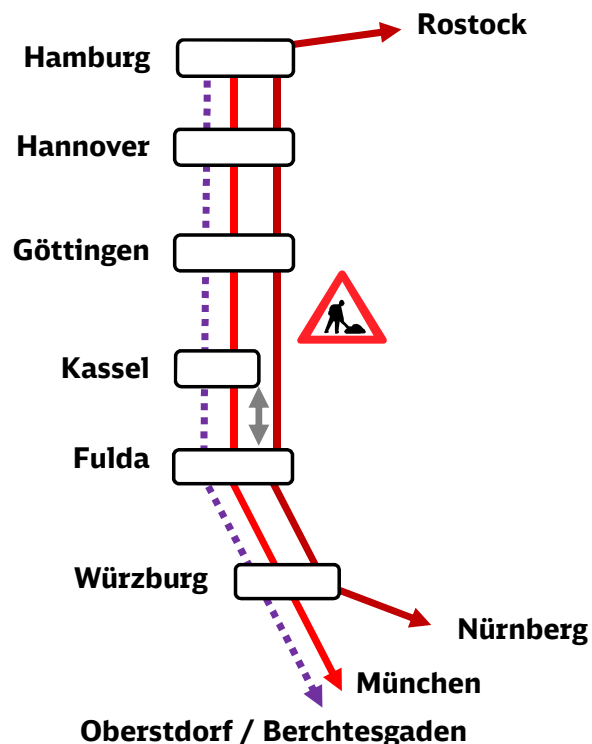 Rostock
Hamburg
Hannover
Göttingen
Kassel
Fulda
Würzburg
Nürnberg
München
Oberstdorf / Berchtesgaden